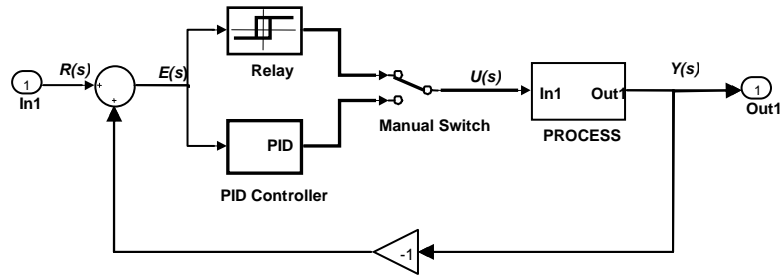 Relay
R(s)
E(s)
1
In1
+
+
PID
PID Controller
Manual Switch
U(s)
In1
Out1
PROCESS
Y(s)
1
Out1
-1